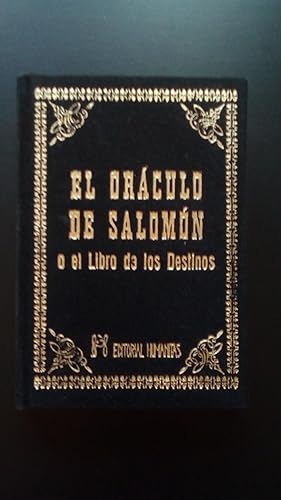 EL ORÁCULO
DE SALOMÓN
o el Libro de los Destinos
EDITORIAL HUMANITAS